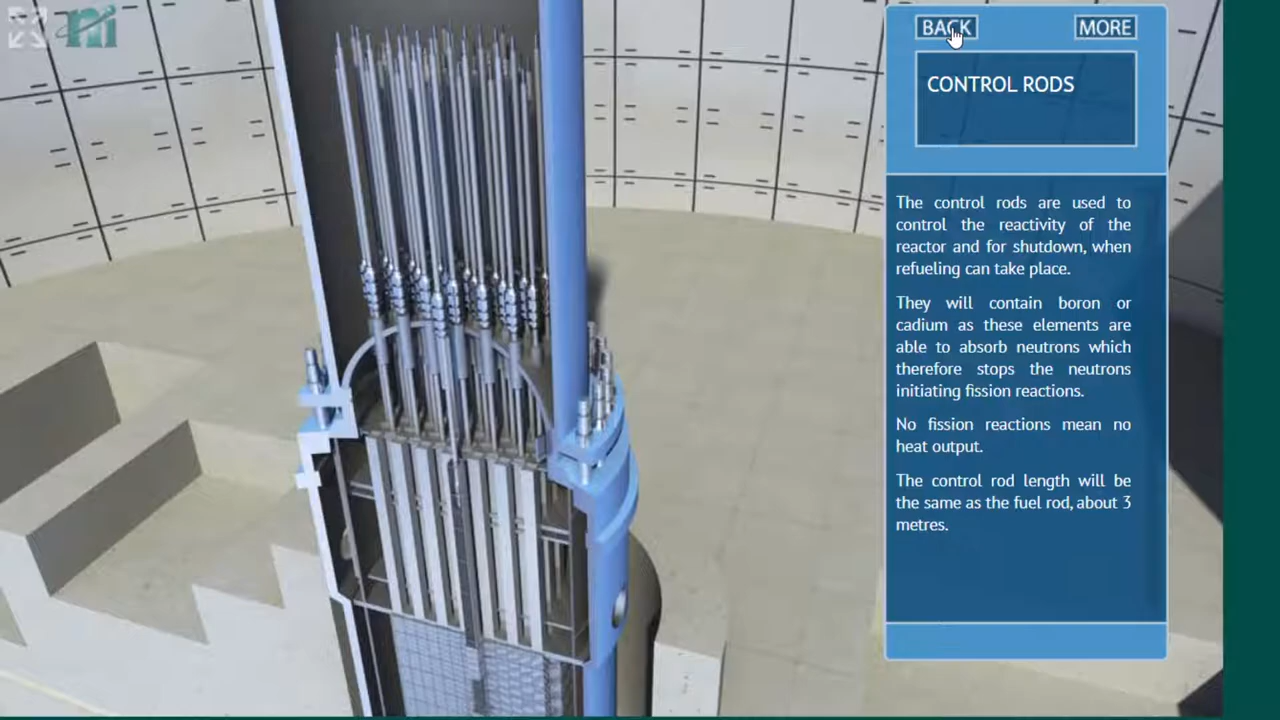 ni
BACK
MORE
CONTROL RODS
The control rods are used to
control the reactivity of the
reactor and for shutdown, when
refueling can take place.
They will contain boron or
cadium as these elements are
able to absorb neutrons which
therefore stops the neutrons
initiating fission reactions.
No fission reactions mean no
heat output.
The control rod length will be
the same as the fuel rod, about 3
metres.